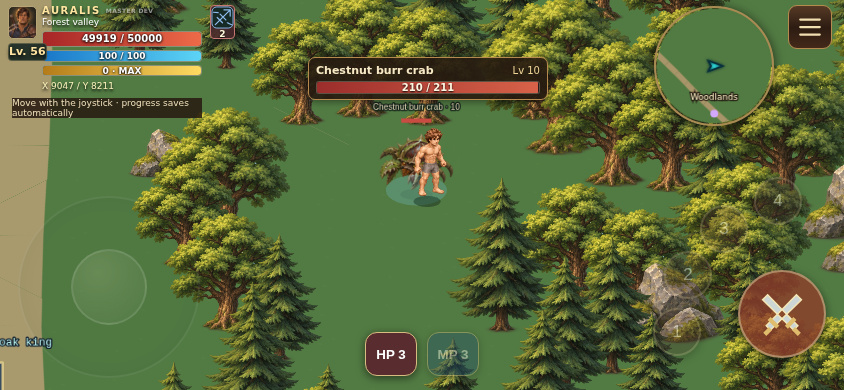 AURALIS MASTER DEV
Forest valley
49919 / 50000
Lv. 56
100 / 100
0 · MAX
X 9047 / Y 8211
Move with the joystick · progress saves
automatically
2
Chestnut burr crab Lv 10
210 / 211
Chestnut burr crab · 10
Woodlands
4
3
2
1
oak king
HP 3
MP 3